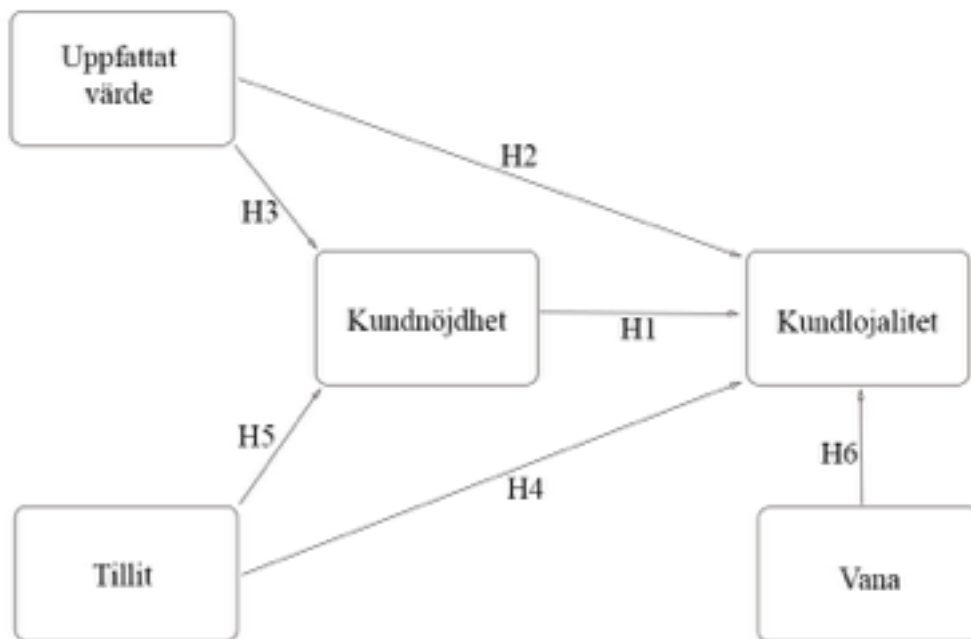 Uppfattat
värde
H2
H3
Kundnöjdhet
H1
Kundlojalitet
H5
H4
H6
Tillit
Vana